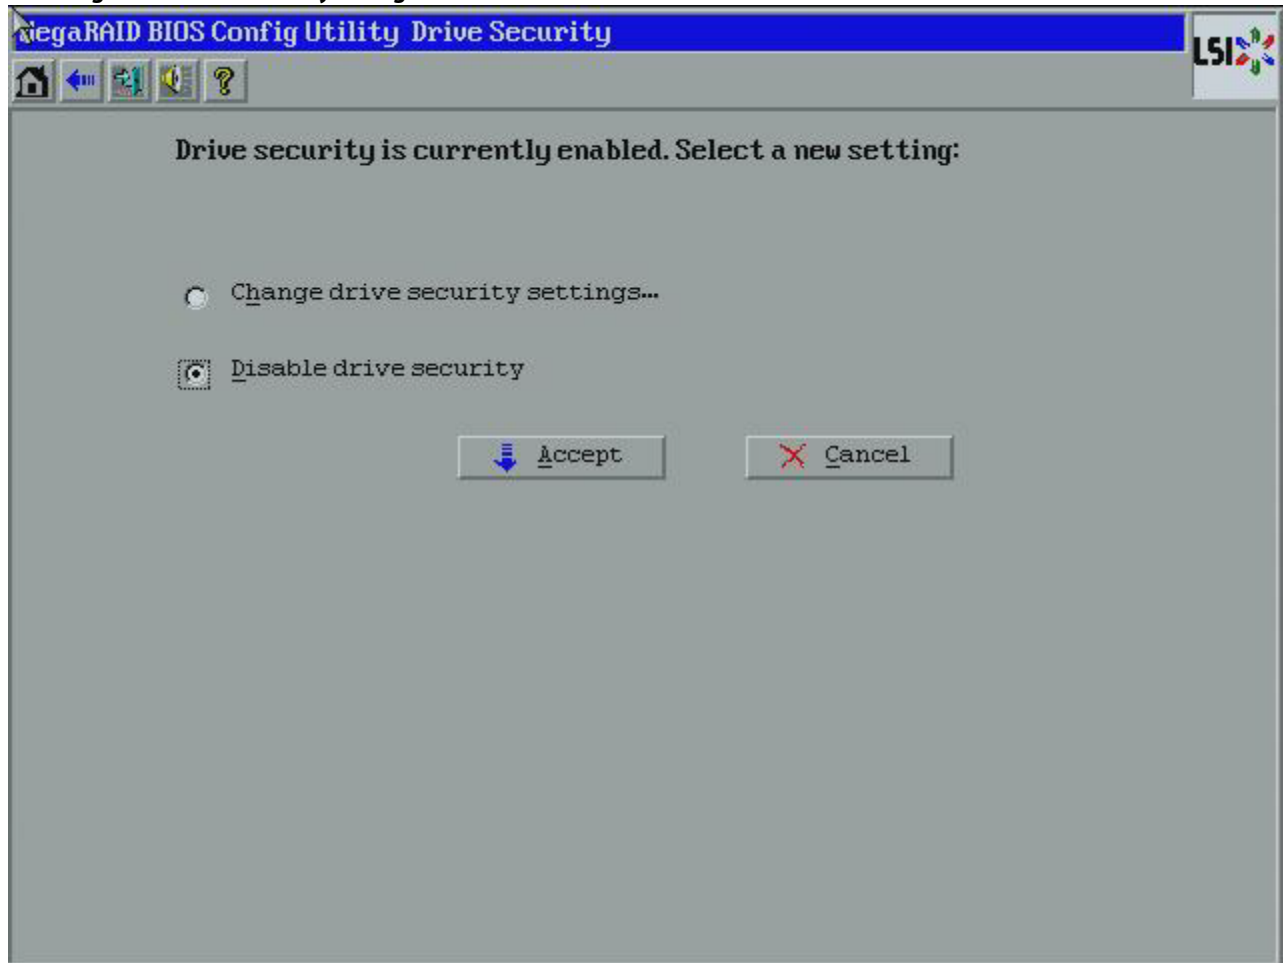 MegaRAID BIOS Config Utility Drive Security
LSI
Drive security is currently enabled. Select a new setting:
Change drive security settings...
Disable drive security
Accept
Cancel